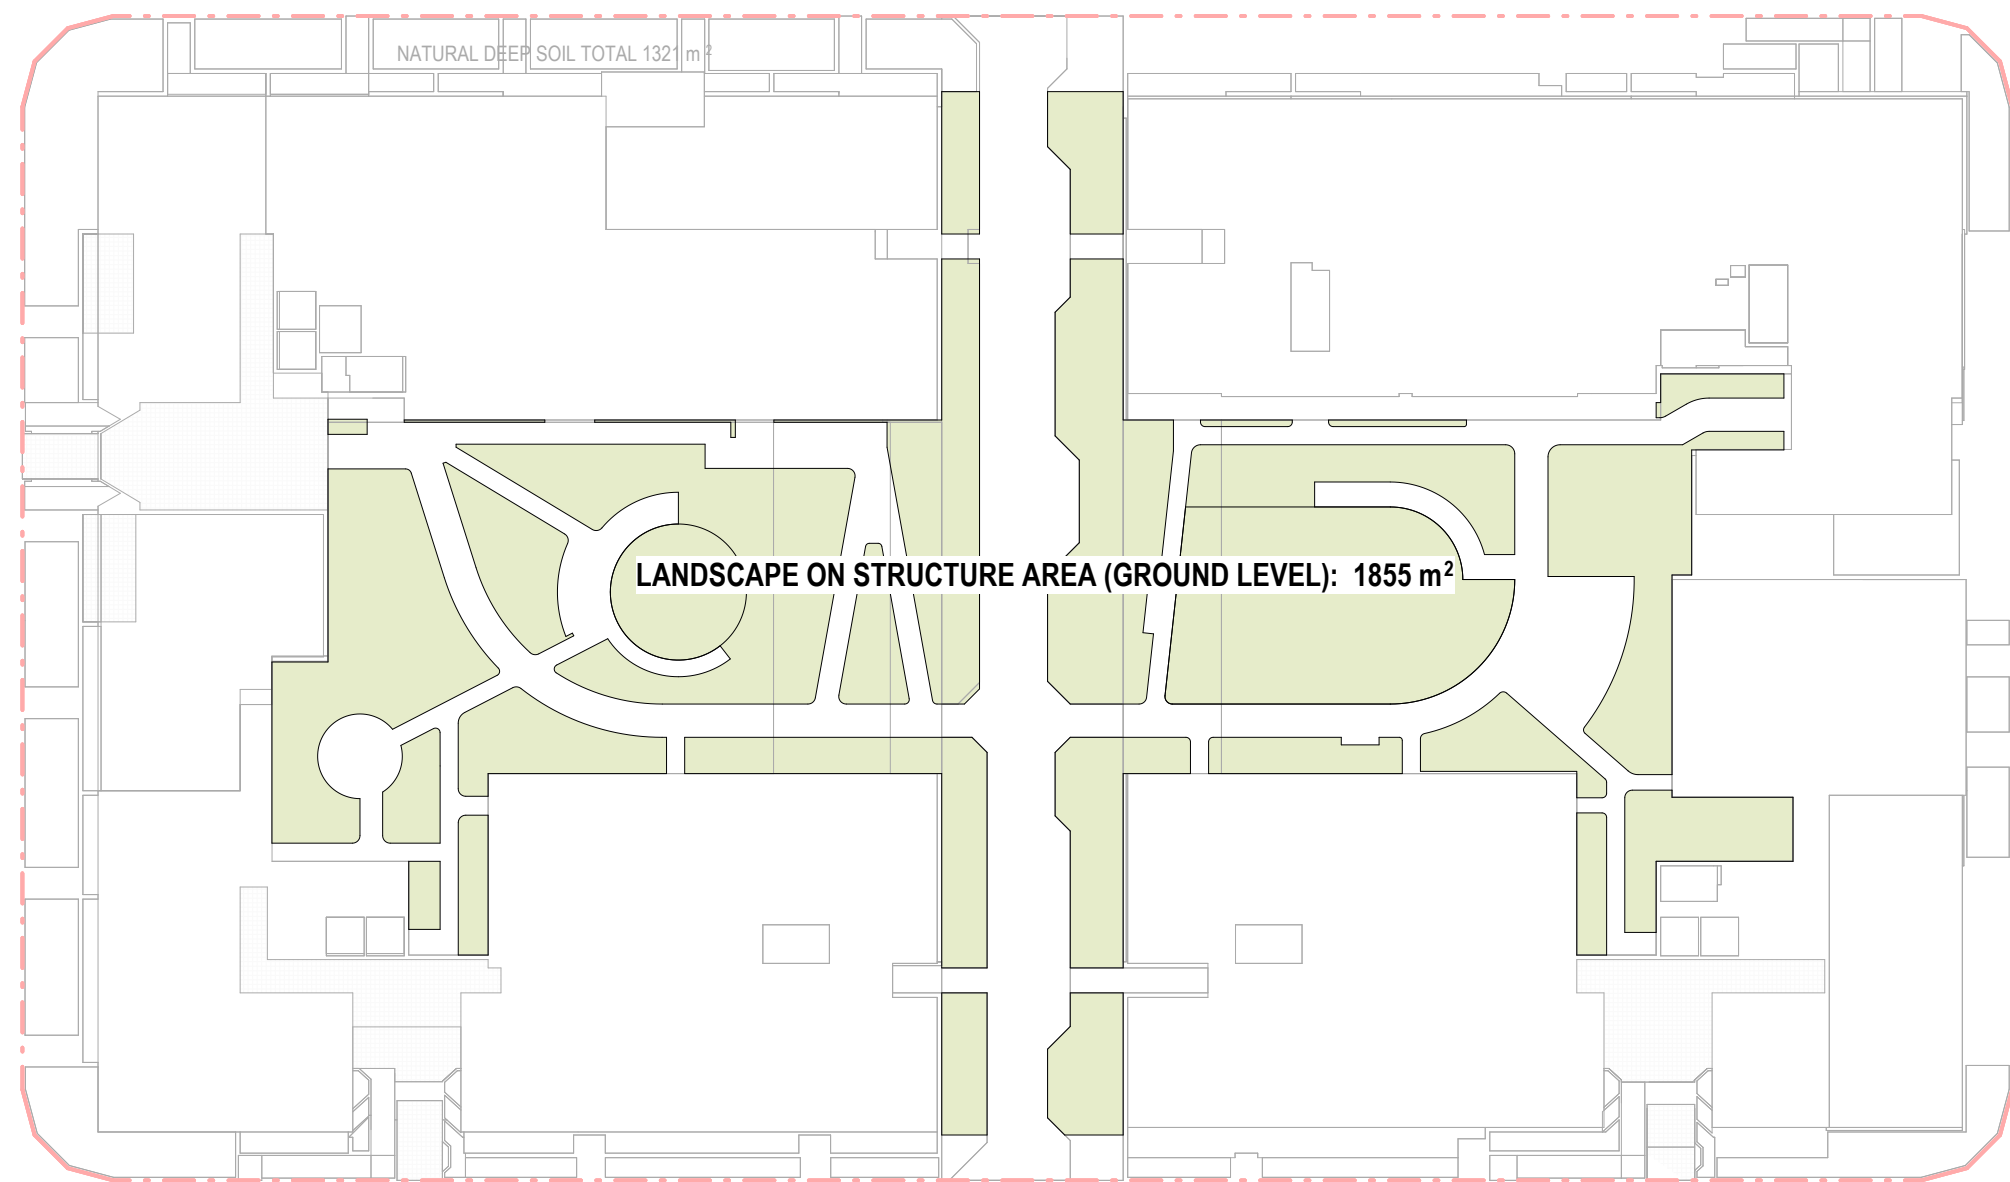 NATURAL DEEP SOIL TOTAL 1321 m²
LANDSCAPE ON STRUCTURE AREA (GROUND LEVEL): 1855 m²